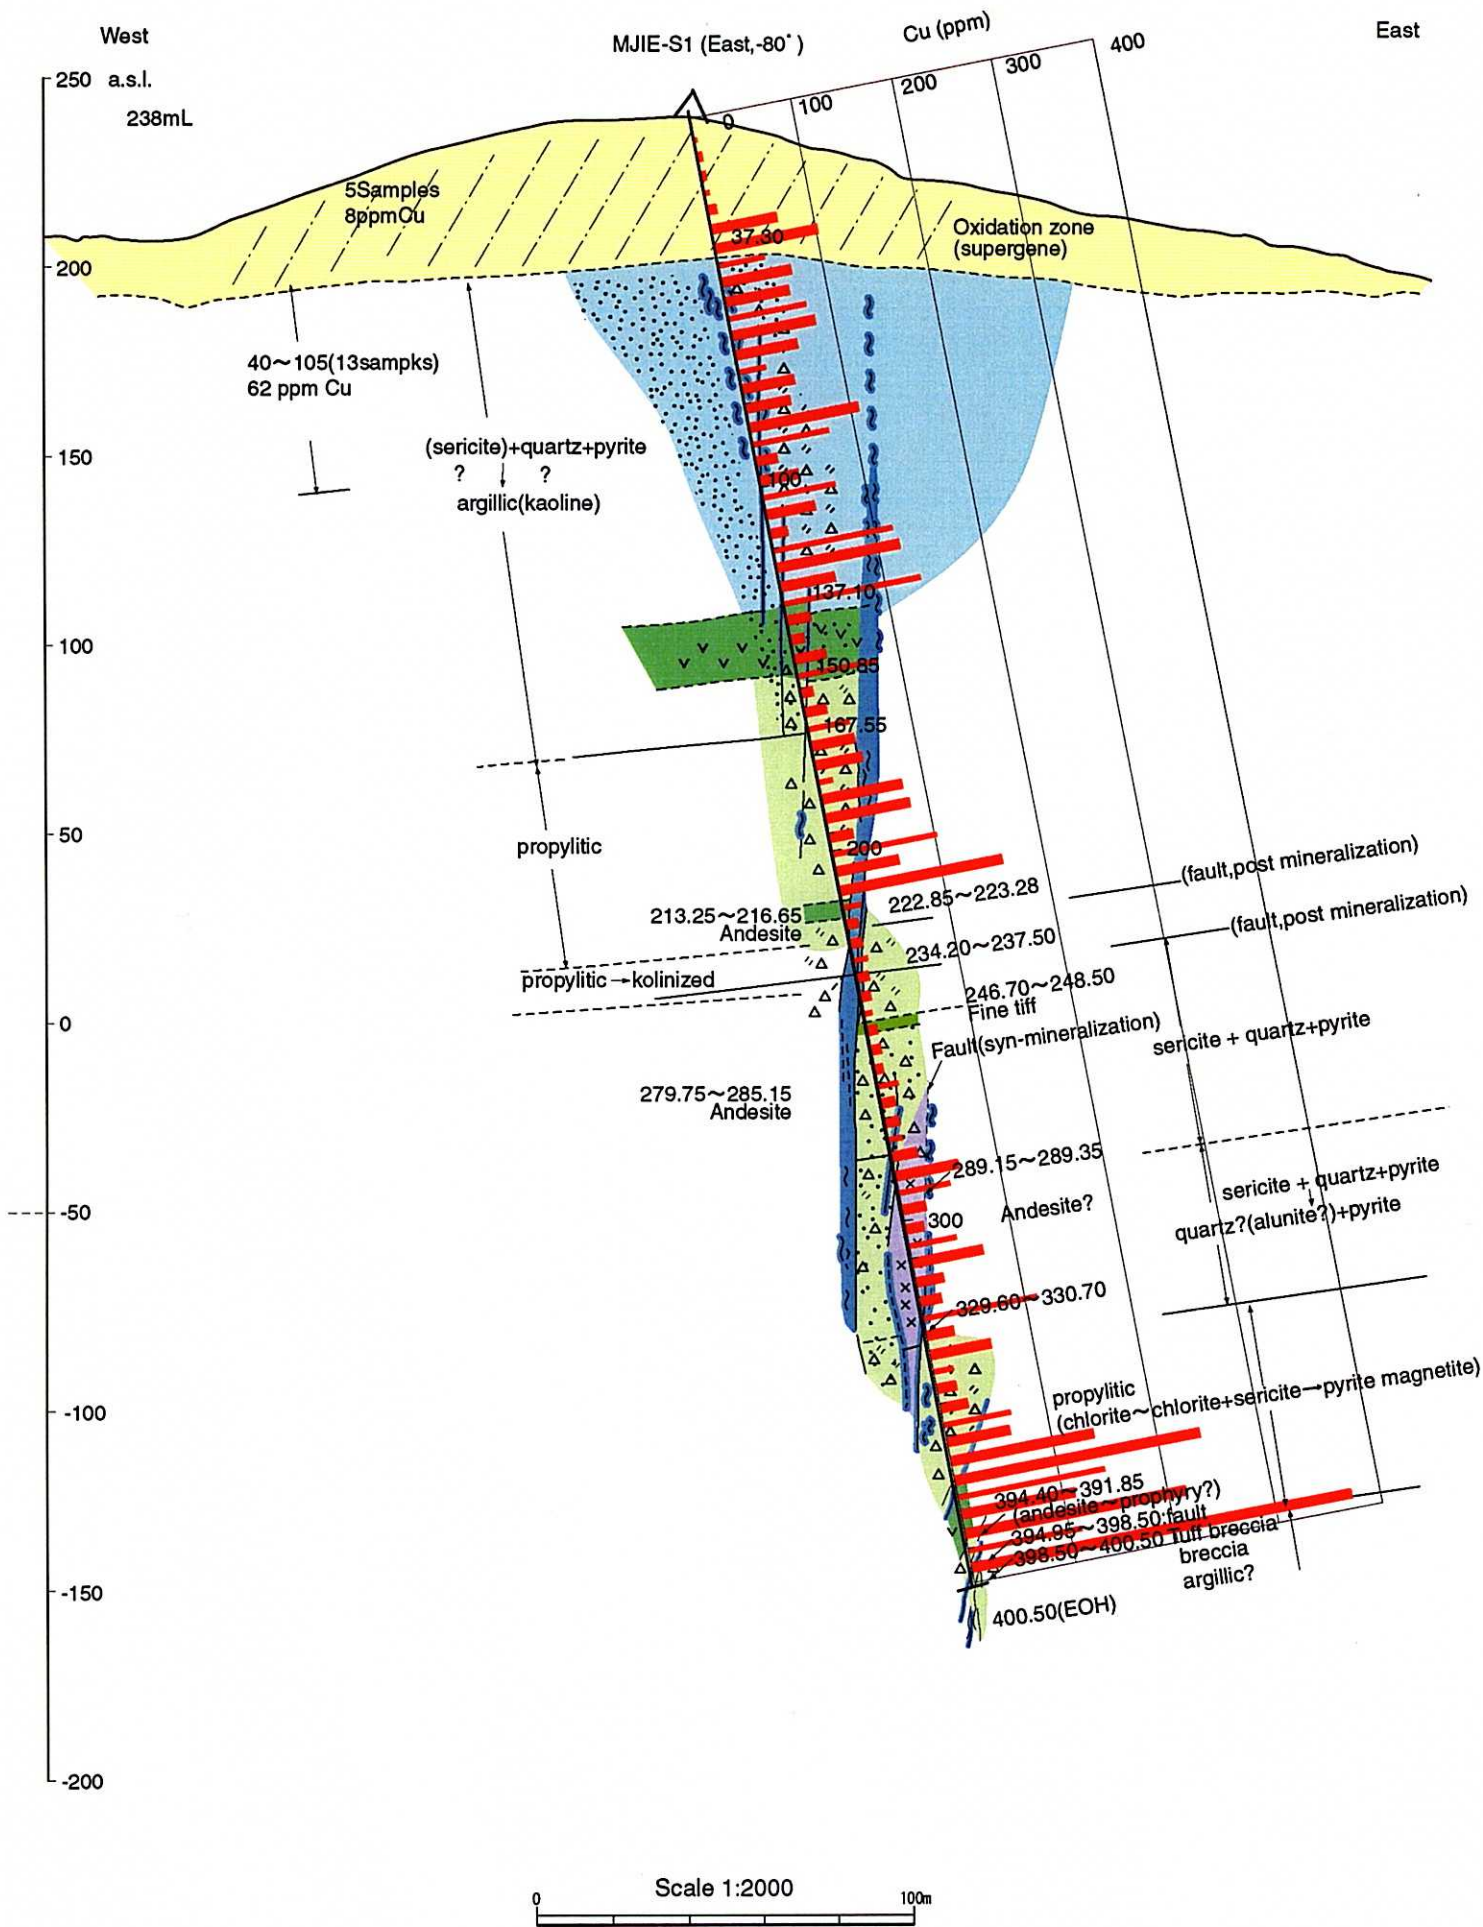 West
MJIE-S1 (East,-80°)
Cu (ppm)
East
0
100
200
300
400
250 a.s.l.
238mL
5Samples
8ppmCu
37.30
Oxidation zone
(supergene)
200
40~105(13sampks)
62 ppm Cu
(sericite)+quartz+pyrite
? ?
argillic(kaoline)
150
100
137.10
100
150.85
167.55
50
propylitic
200
(fault,post mineralization)
222.85~223.28
213.25~216.65
Andesite
(fault,post mineralization)
234.20~237.50
propylitic→kolinized
246.70~248.50
Fine tiff
0
Fault(syn-mineralization)
sericite + quartz+pyrite
279.75~285.15
Andesite
289.15~289.35
-50
300
Andesite?
sericite + quartz+pyrite
quartz?(alunite?)+pyrite
329.60~330.70
-100
propylitic
(chlorite~chlorite+sericite→pyrite magnetite)
394.40~391.85
(andesite~prophyry?)
394.95~398.50:fault
398.50~400.50 Tuff breccia
breccia
argillic?
-150
400.50(EOH)
-200
Scale 1:2000
0
100m